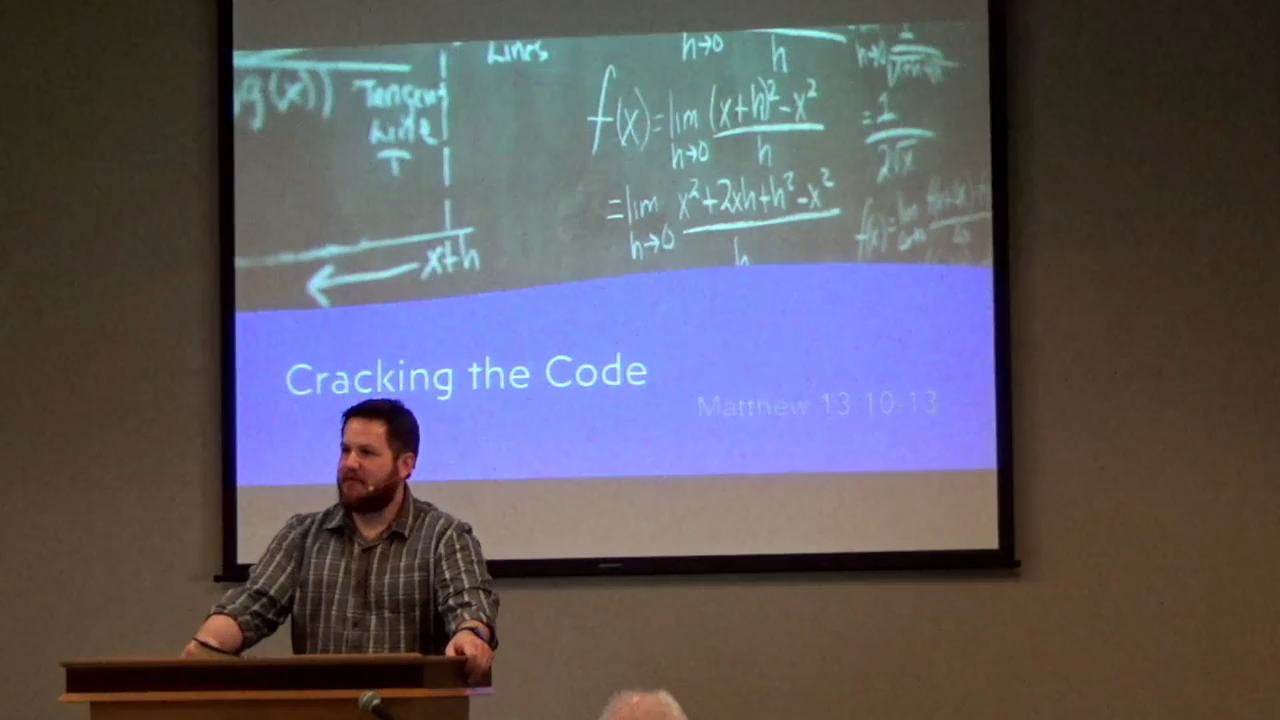 Lines
h→0 h
g(x))
Tangent
Line
T
x+h
f(x)=lim (x+h)²-x²
h→0 h
=lim x²+2xh+h²-x²
h→0 h
=1
2√x
Cracking the Code
Matthew 13 10-13